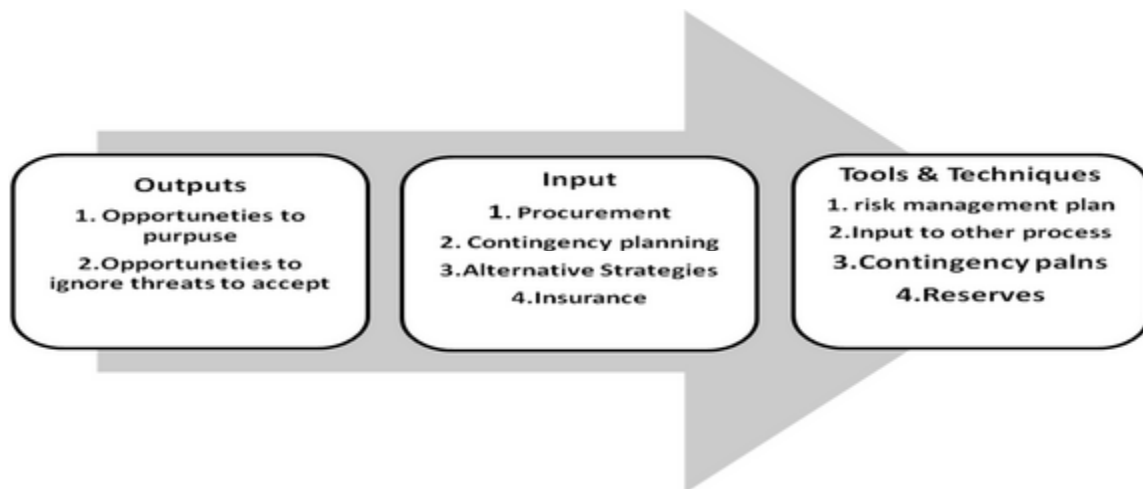 Outputs
1. Opportuneties to
purpuse
2.Opportuneties to
ignore threats to accept
Input
1. Procurement
2. Contingency planning
3.Alternative Strategies
4.Insurance
Tools & Techniques
1. risk management plan
2.Input to other process
3.Contingency palns
4.Reserves